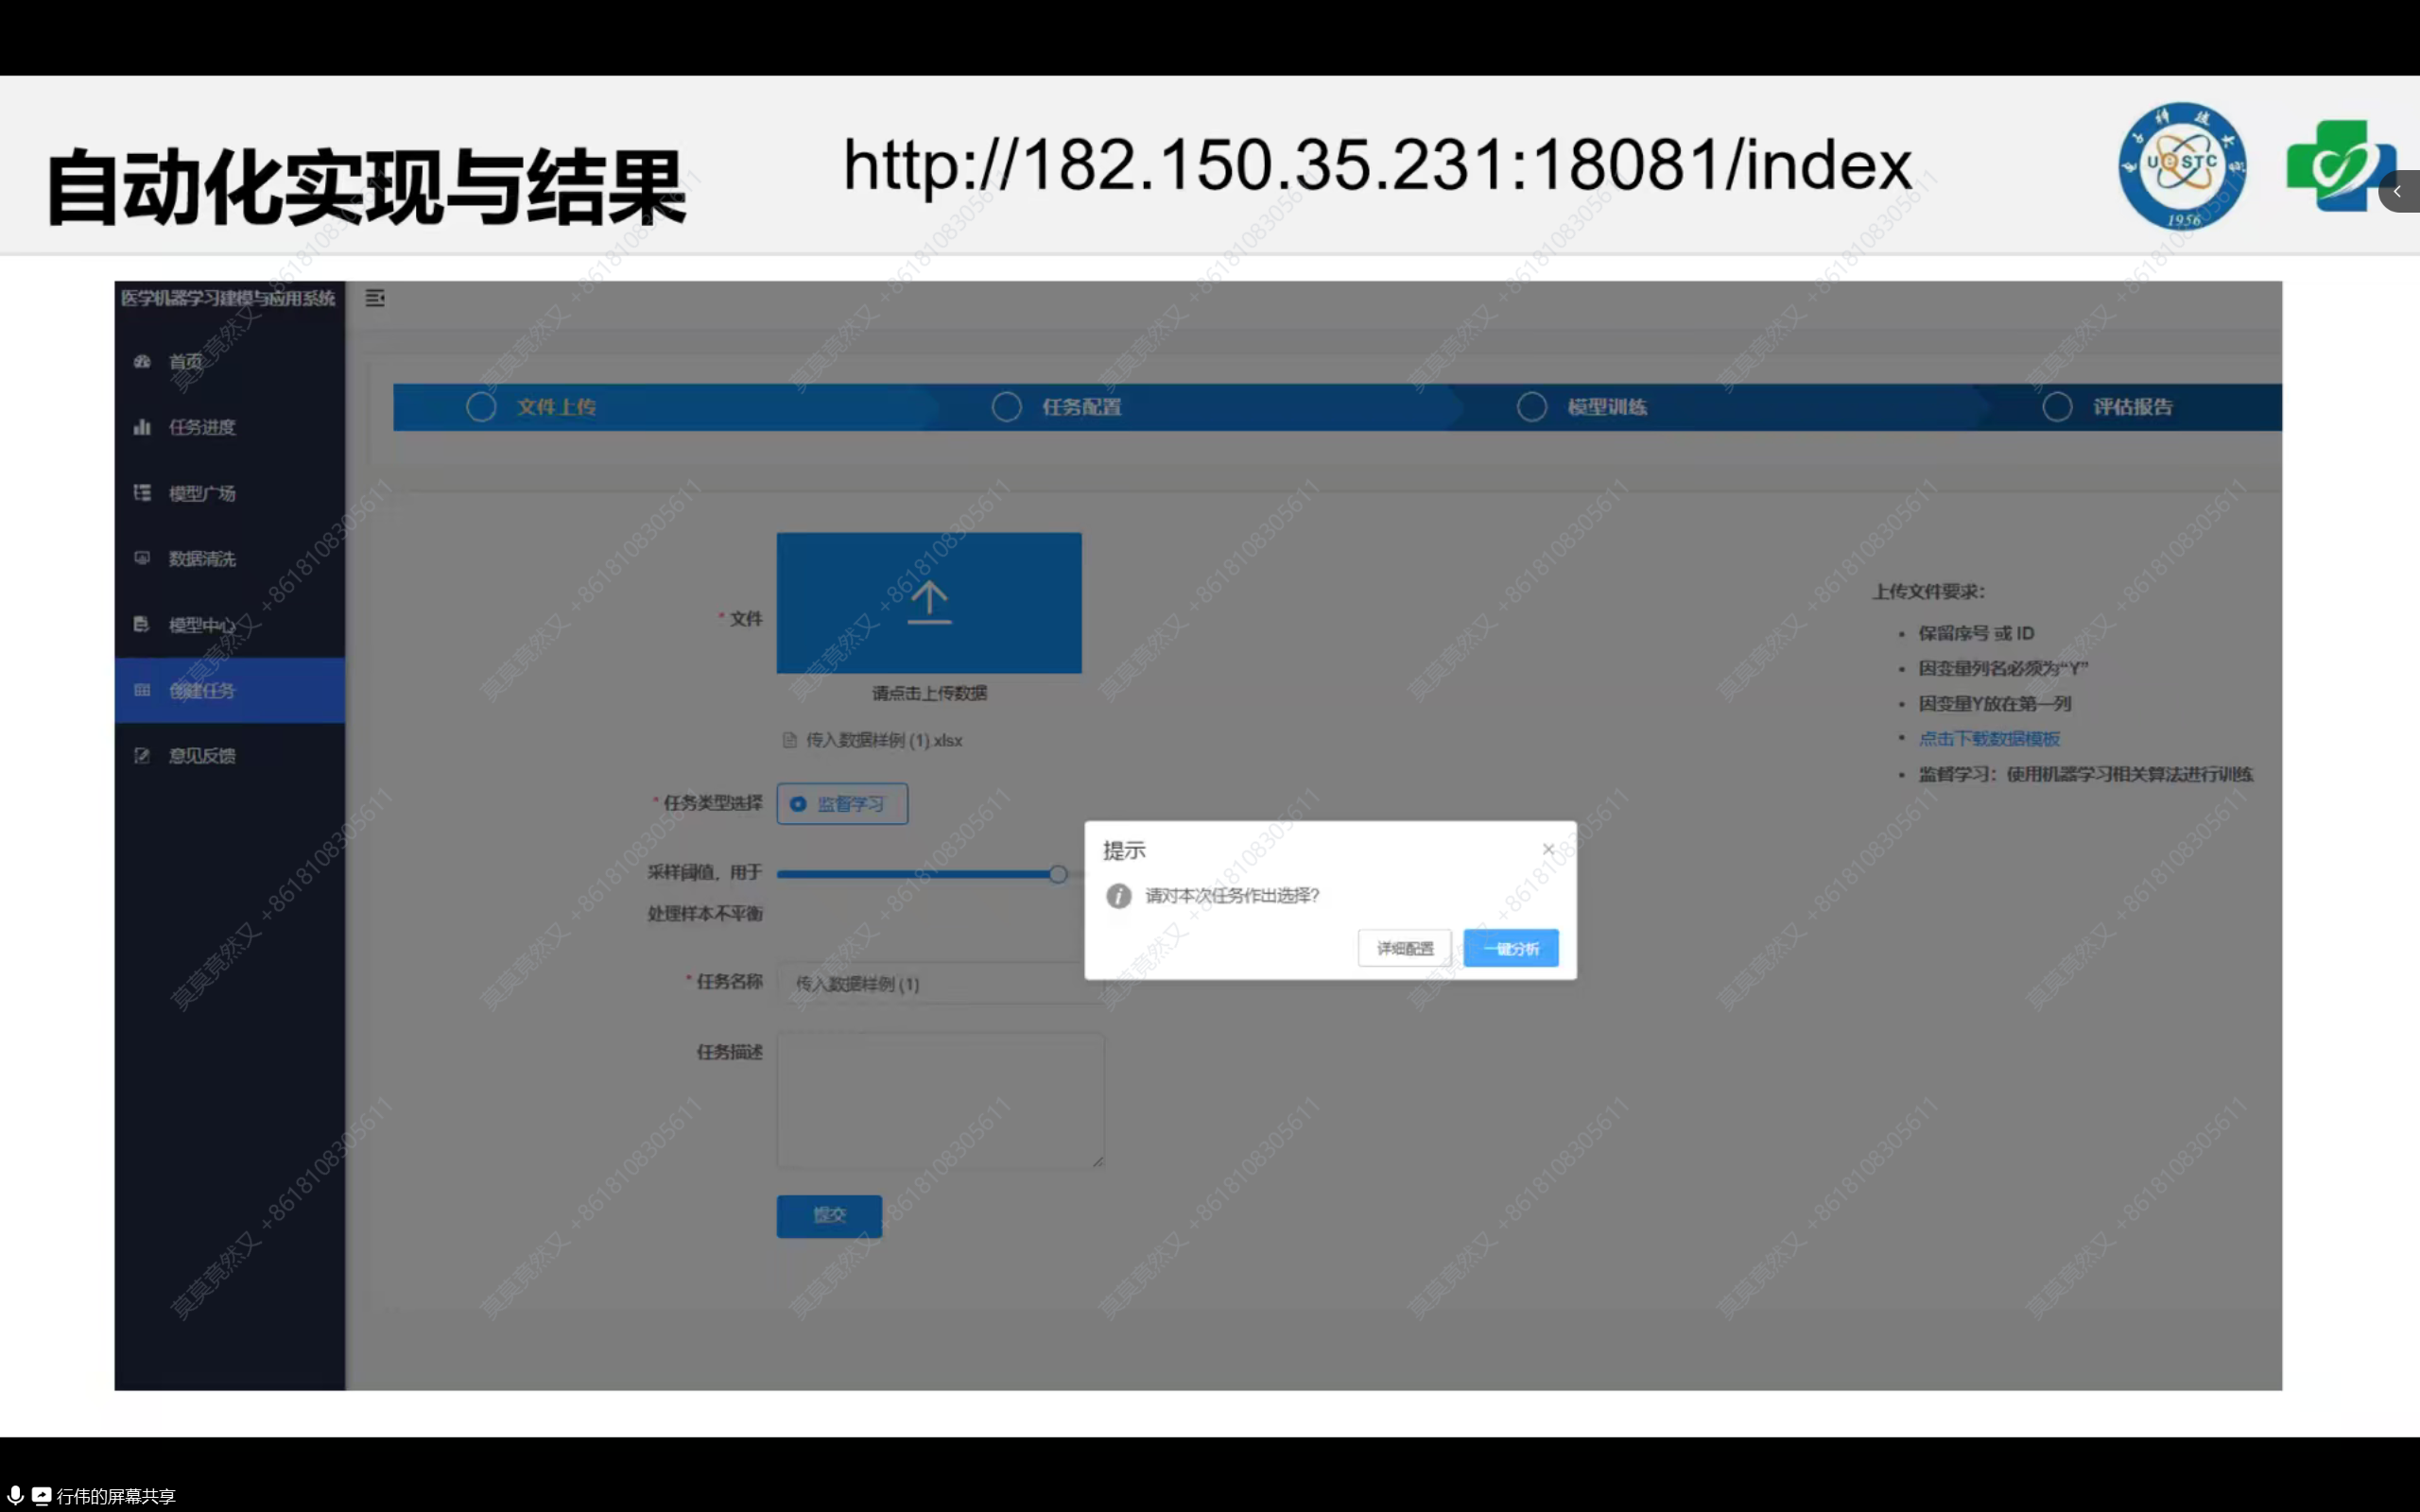 自动化实现与结果
http://182.150.35.231:18081/index
UESTC
1956
医学机器学习建模与应用系统
首页
任务进度
模型广场
数据清洗
模型中心
创建任务
意见反馈
文件上传
任务配置
模型训练
评估报告
* 文件
请点击上传数据
传入数据样例 (1).xlsx
* 任务类型选择
监督学习
采样阈值，用于
处理样本不平衡
* 任务名称
传入数据样例 (1)
任务描述
提交
上传文件要求：
• 保留序号 或 ID
• 因变量列名必须为“Y”
• 因变量Y放在第一列
• 点击下载数据模板
• 监督学习：使用机器学习相关算法进行训练
提示
请对本次任务作出选择?
详细配置
一键分析
莫莫竟然又 +8618108305611
行伟的屏幕共享